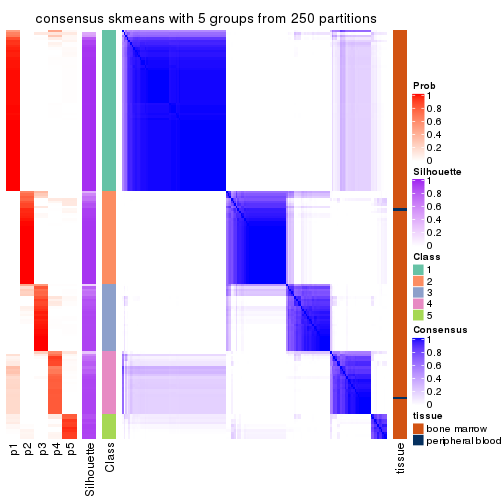 consensus skmeans with 5 groups from 250 partitions
Prob
1
0.8
0.6
0.4
0.2
0
Silhouette
1
0.8
0.6
0.4
0.2
0
Class
1
2
3
4
5
Consensus
1
0.8
0.6
0.4
0.2
0
tissue
bone marrow
peripheral blood
p1
p2
p3
p4
p5
Silhouette
Class
tissue